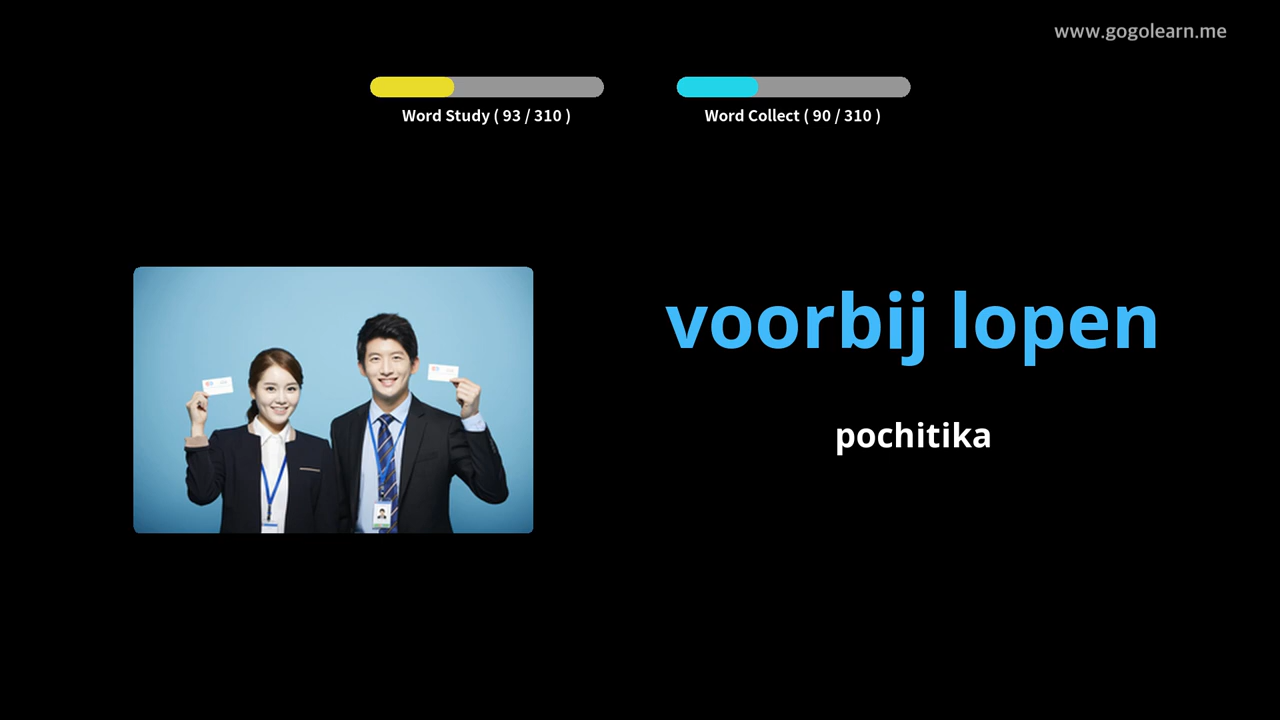 www.gogolearn.me
Word Study ( 93 / 310 )
Word Collect ( 90 / 310 )
voorbij lopen
pochitika